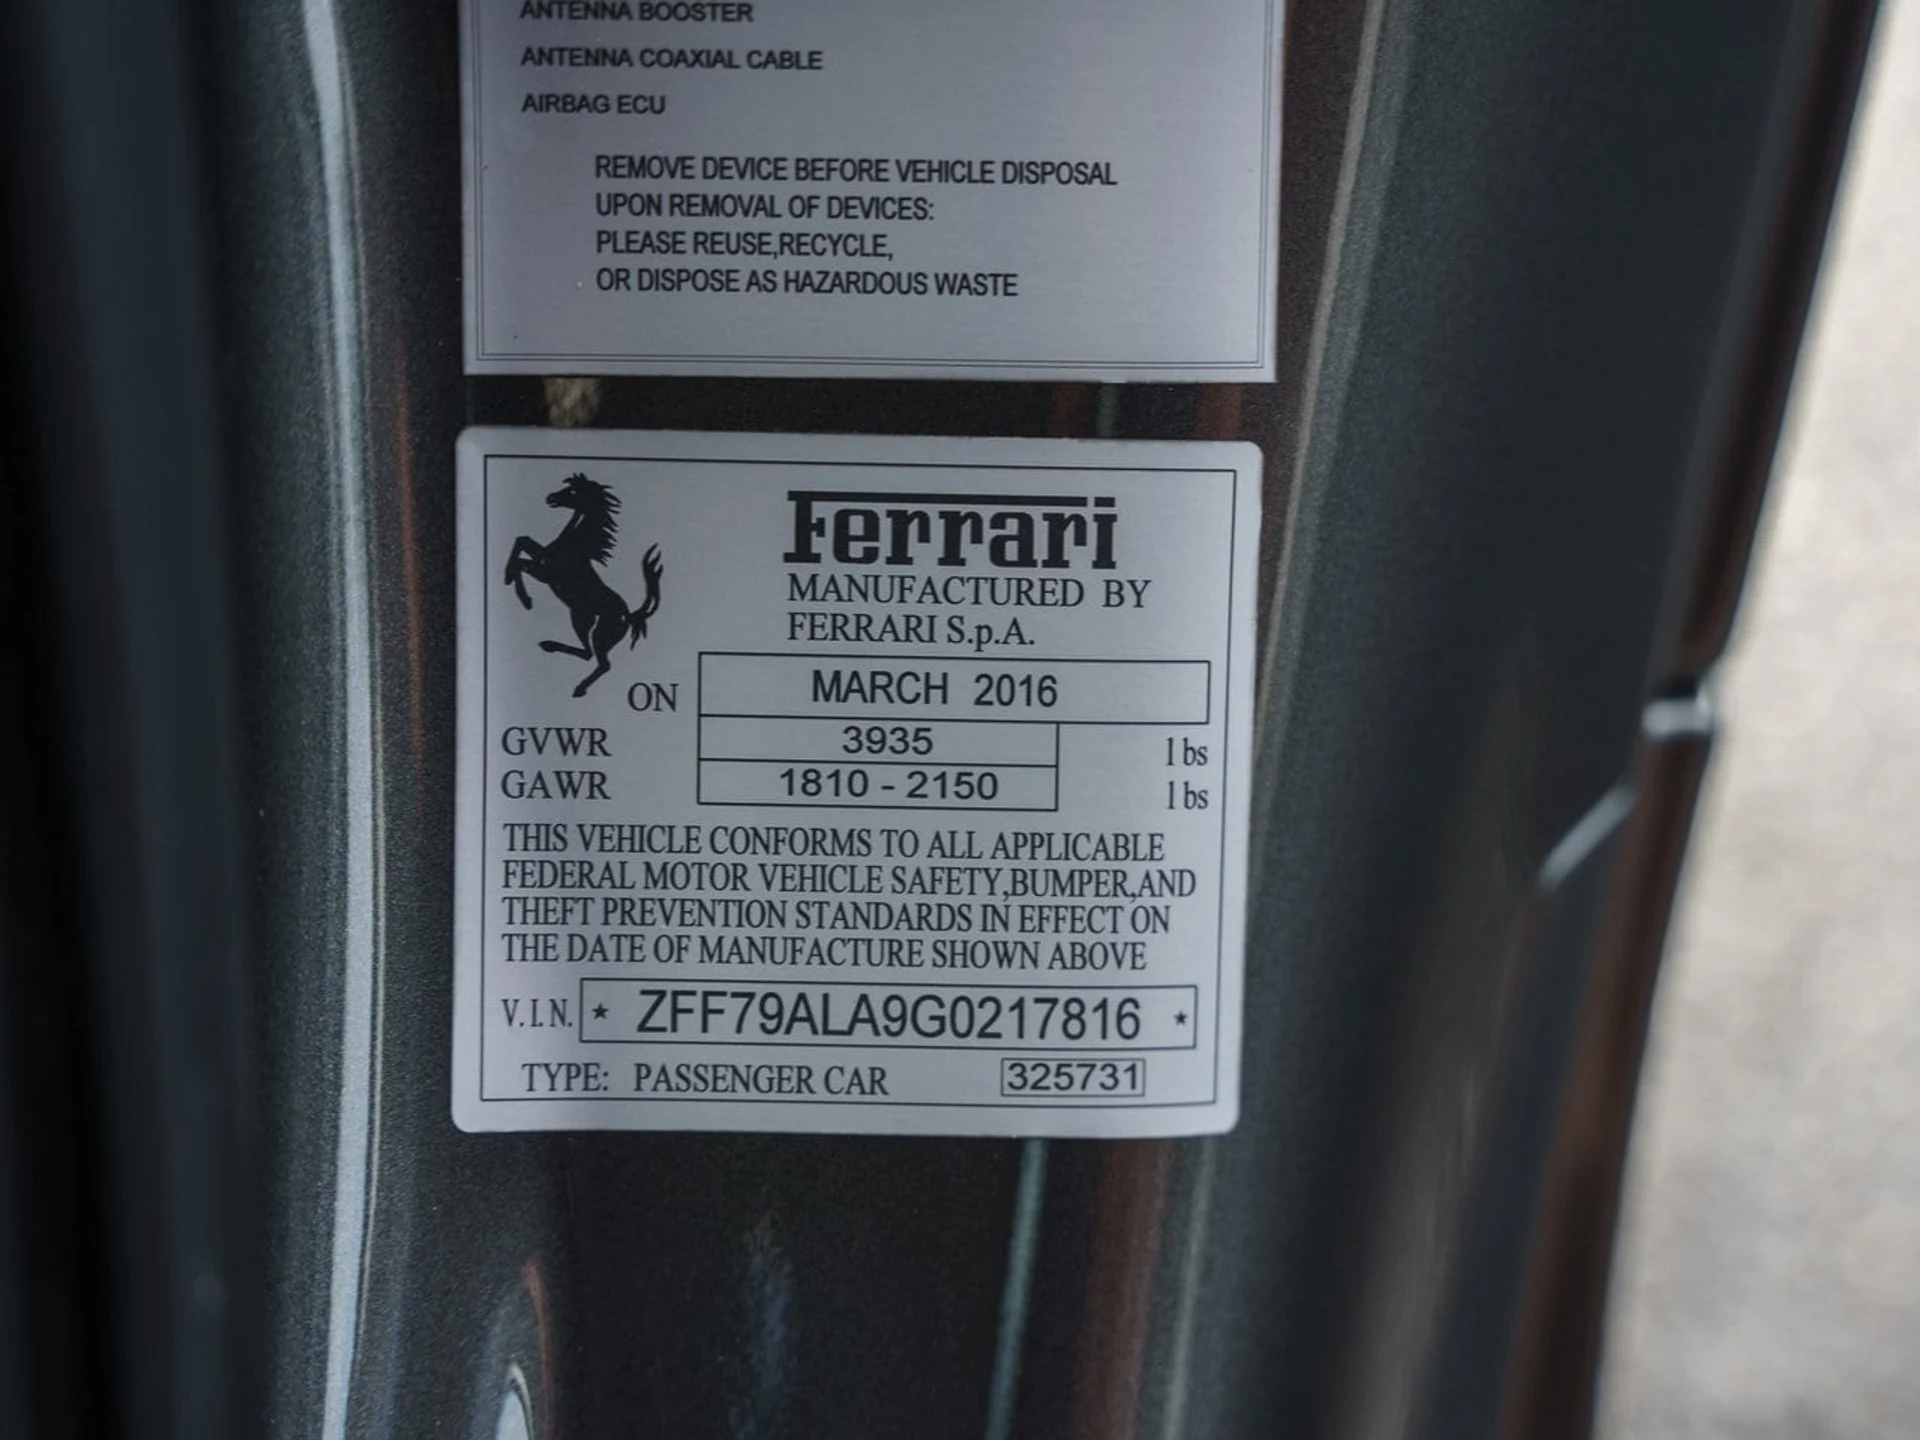 ANTENNA BOOSTER
ANTENNA COAXIAL CABLE
AIRBAG ECU
REMOVE DEVICE BEFORE VEHICLE DISPOSAL
UPON REMOVAL OF DEVICES:
PLEASE REUSE,RECYCLE,
OR DISPOSE AS HAZARDOUS WASTE
Ferrari
MANUFACTURED BY
FERRARI S.p.A.
ON MARCH 2016
GVWR 3935 lbs
GAWR 1810 - 2150 lbs
THIS VEHICLE CONFORMS TO ALL APPLICABLE
FEDERAL MOTOR VEHICLE SAFETY,BUMPER,AND
THEFT PREVENTION STANDARDS IN EFFECT ON
THE DATE OF MANUFACTURE SHOWN ABOVE
V.I.N. * ZFF79ALA9G0217816 *
TYPE: PASSENGER CAR 325731